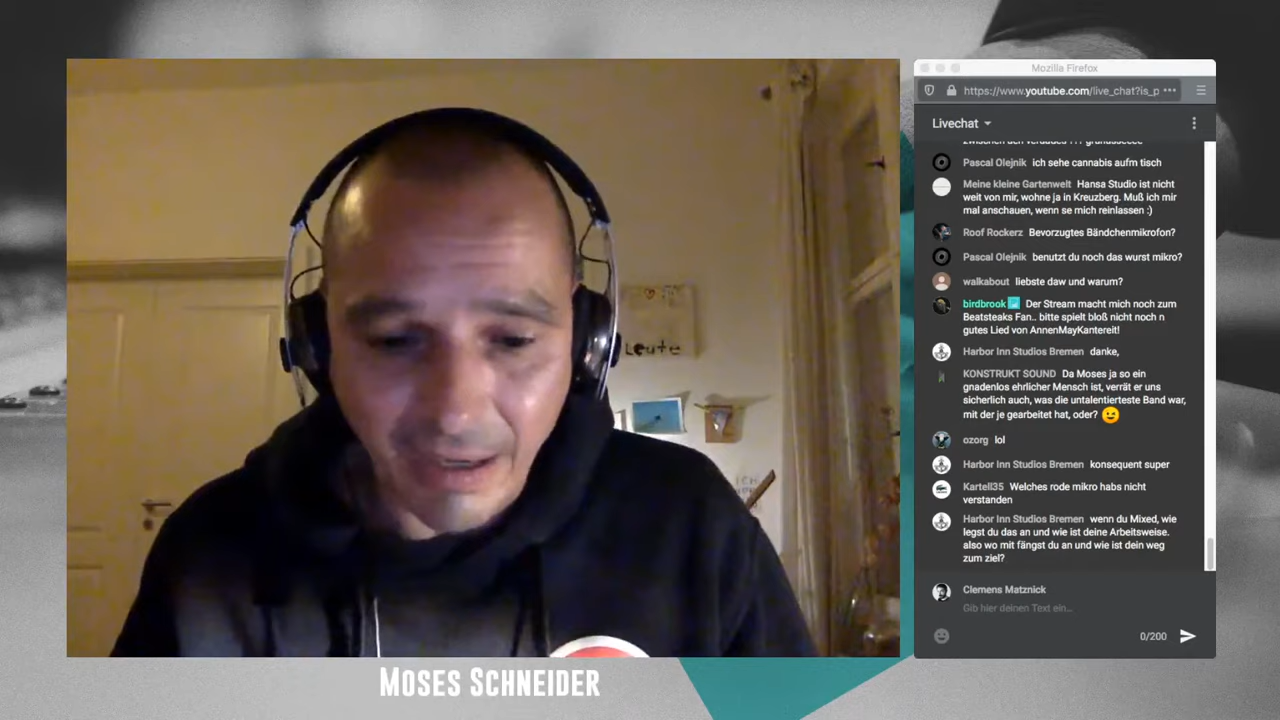 Mozilla Firefox
https://www.youtube.com/live_chat?is_p
Livechat
Pascal Olejnik ich sehe cannabis aufm tisch
Meine kleine Gartenwelt Hansa Studio ist nicht
weit von mir, wohne ja in Kreuzberg. Muß ich mir
mal anschauen, wenn se mich reinlassen :)
Roof Rockerz Bevorzugtes Bändchenmikrofon?
Pascal Olejnik benutzt du noch das wurst mikro?
walkabout liebste daw und warum?
birdbrook Der Stream macht mich noch zum
Beatsteaks Fan.. bitte spielt bloß nicht noch n
gutes Lied von AnnenMayKantereit!
Harbor Inn Studios Bremen danke,
KONSTRUKT SOUND Da Moses ja so ein
gnadenlos ehrlicher Mensch ist, verrät er uns
sicherlich auch, was die untalentierteste Band war,
mit der je gearbeitet hat, oder? 😉
ozorg lol
Harbor Inn Studios Bremen konsequent super
Kartell35 Welches rode mikro habs nicht
verstanden
Harbor Inn Studios Bremen wenn du Mixed, wie
legst du das an und wie ist deine Arbeitsweise.
also wo mit fängst du an und wie ist dein weg
zum ziel?
Clemens Matznick
Gib hier deinen Text ein...
0/200
Leute
ICH
MOSES SCHNEIDER